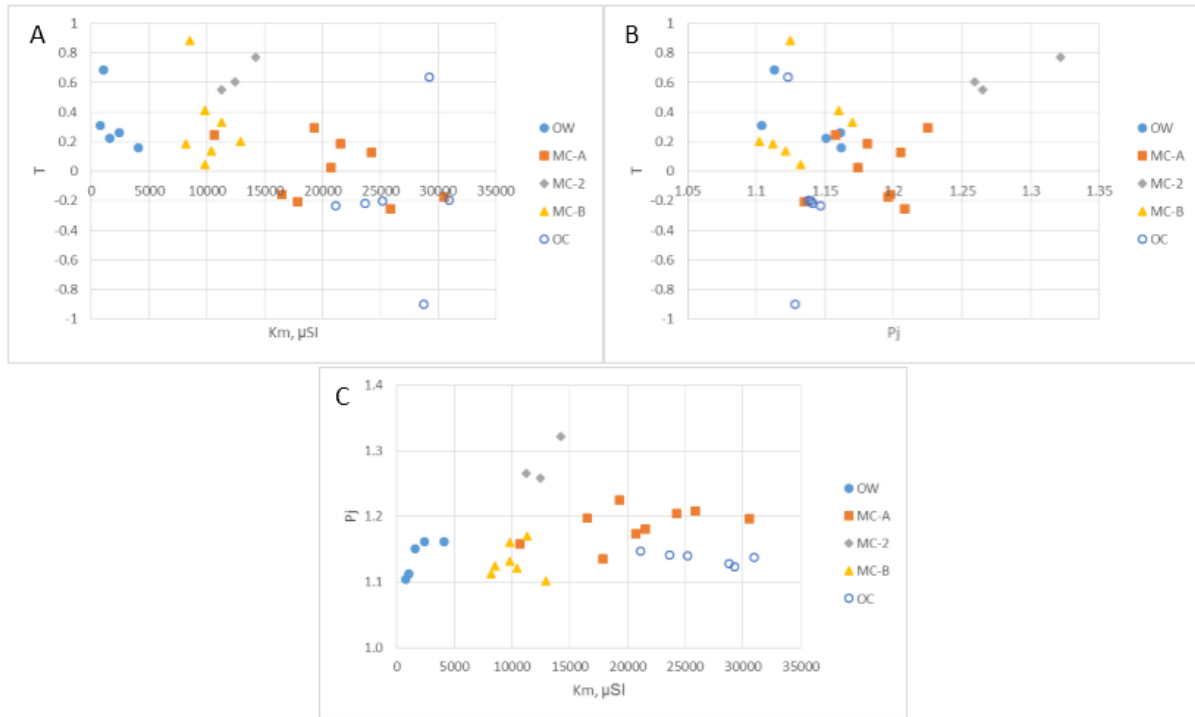 A
1
0.8
0.6
0.4
0.2
0
-0.2
-0.4
-0.6
-0.8
-1
T
0 5000 10000 15000 20000 25000 30000 35000
Km, µSI
OW
MC-A
MC-2
MC-B
OC
B
1
0.8
0.6
0.4
0.2
0
-0.2
-0.4
-0.6
-0.8
-1
T
1.05 1.1 1.15 1.2 1.25 1.3 1.35
Pj
OW
MC-A
MC-2
MC-B
OC
C
1.4
1.3
1.2
1.1
1.0
Pj
0 5000 10000 15000 20000 25000 30000 35000
Km, µSI
OW
MC-A
MC-2
MC-B
OC